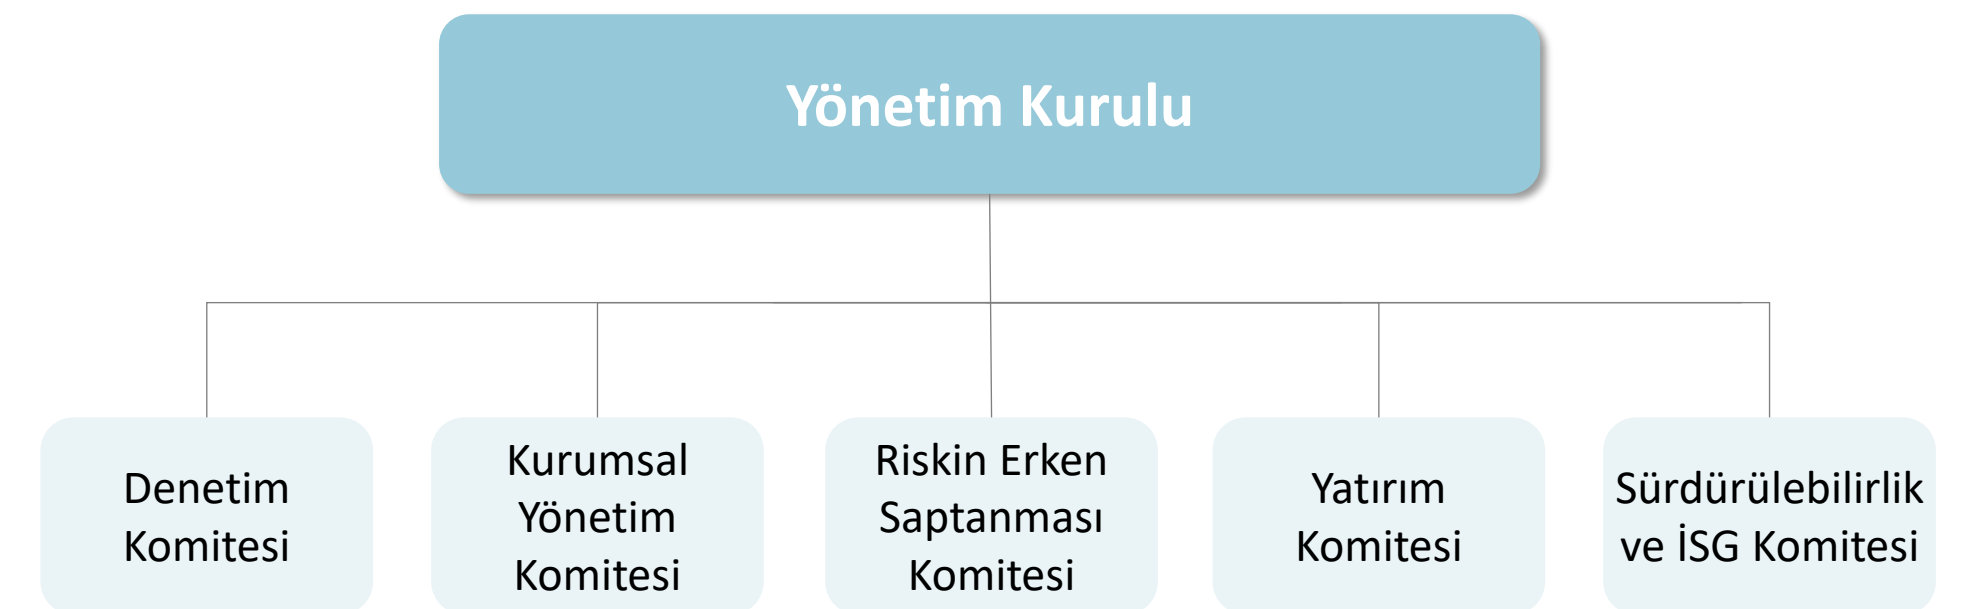 Yönetim Kurulu
Denetim
Komitesi
Kurumsal
Yönetim
Komitesi
Riskin Erken
Saptanması
Komitesi
Yatırım
Komitesi
Sürdürülebilirlik
ve İSG Komitesi